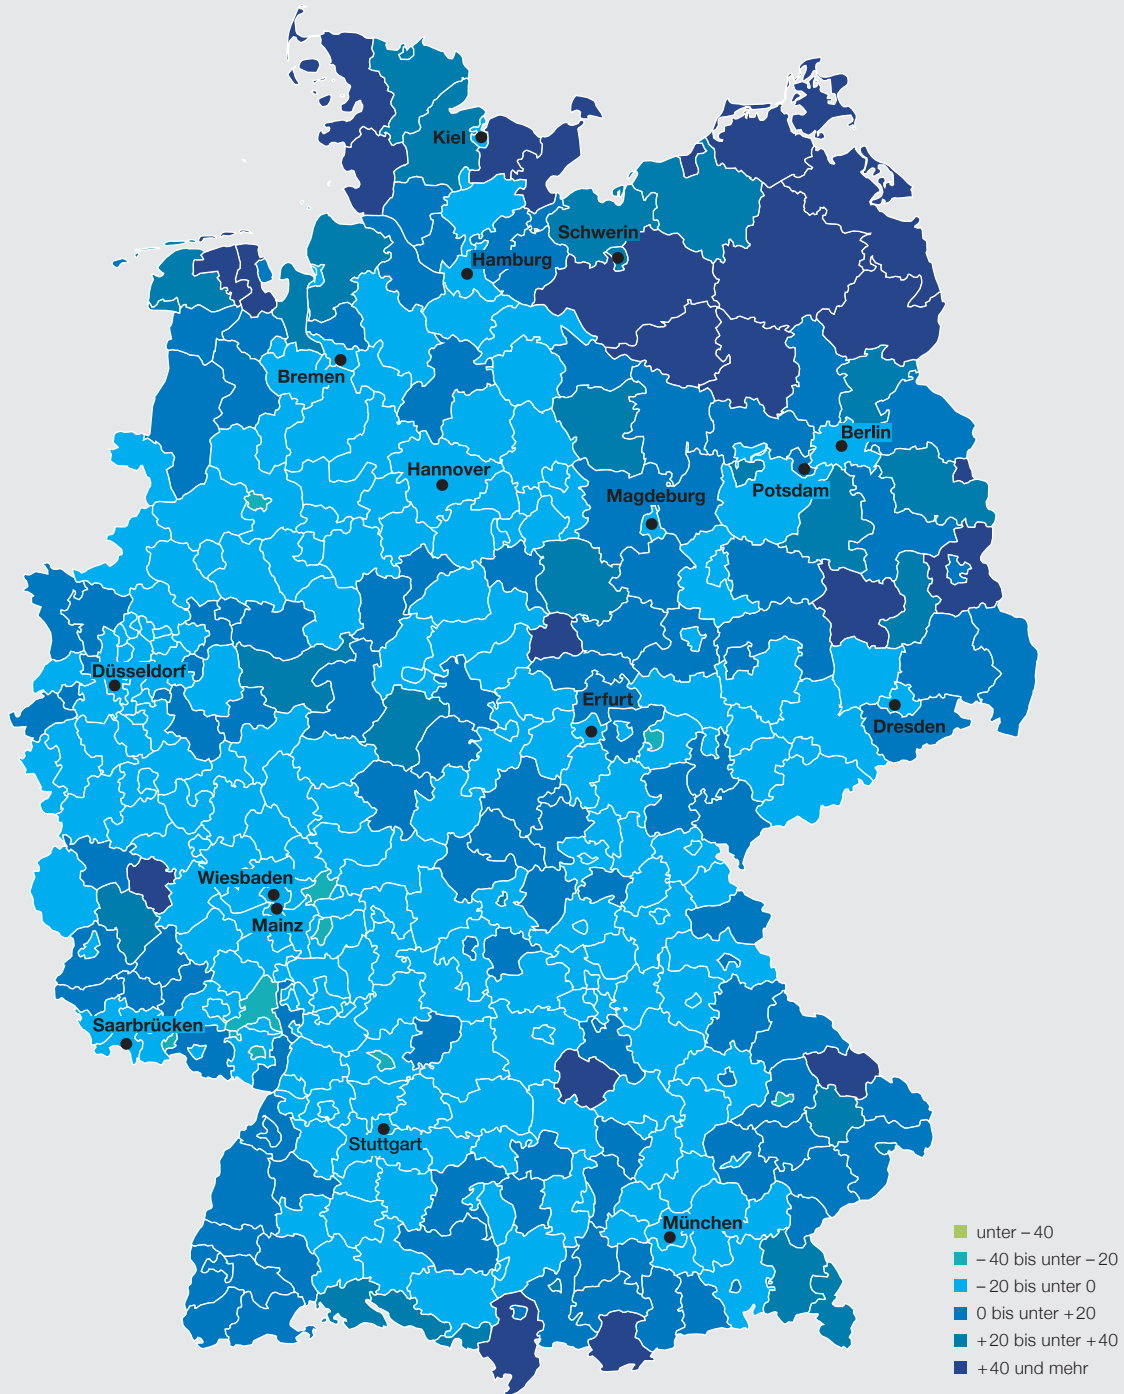 Kiel
Schwerin
Hamburg
Bremen
Berlin
Hannover
Potsdam
Magdeburg
Düsseldorf
Erfurt
Dresden
Wiesbaden
Mainz
Saarbrücken
Stuttgart
München
unter – 40
– 40 bis unter – 20
– 20 bis unter 0
0 bis unter +20
+20 bis unter +40
+40 und mehr